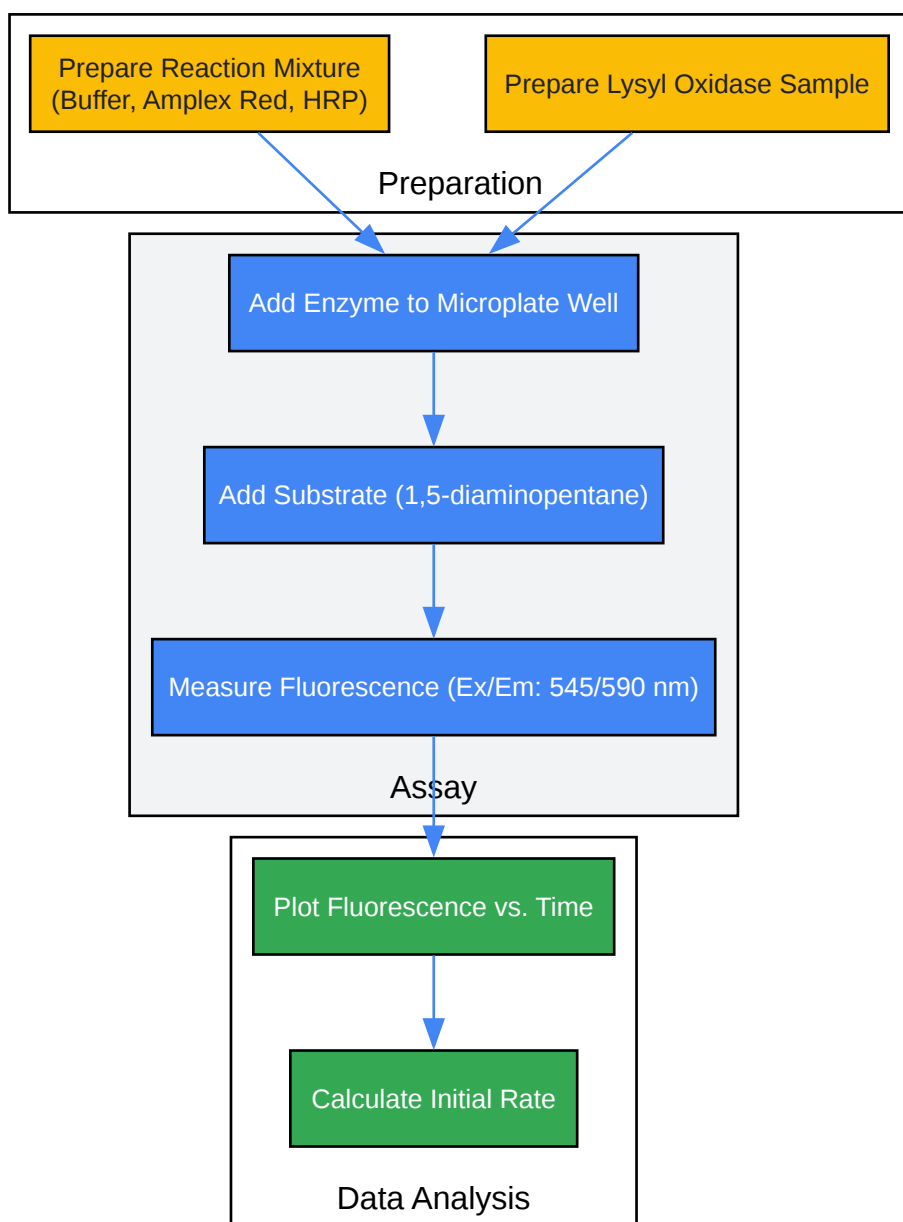 Prepare Reaction Mixture
(Buffer, Amplex Red, HRP)
Prepare Lysyl Oxidase Sample
Preparation
Add Enzyme to Microplate Well
Add Substrate (1,5-diaminopentane)
Measure Fluorescence (Ex/Em: 545/590 nm)
Assay
Plot Fluorescence vs. Time
Calculate Initial Rate
Data Analysis